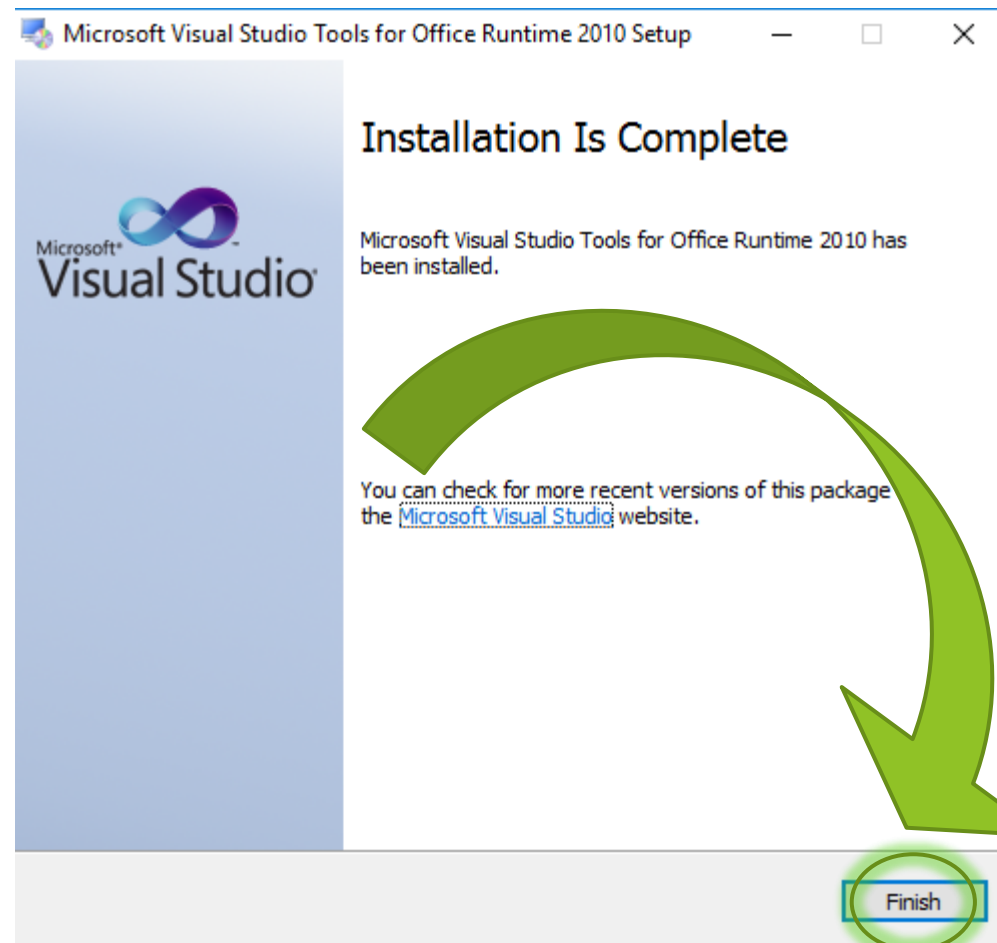 Microsoft Visual Studio Tools for Office Runtime 2010 Setup
Installation Is Complete
Microsoft Visual Studio Tools for Office Runtime 2010 has
been installed.
Microsoft®
Visual Studio
You can check for more recent versions of this package
the Microsoft Visual Studio website.
Finish